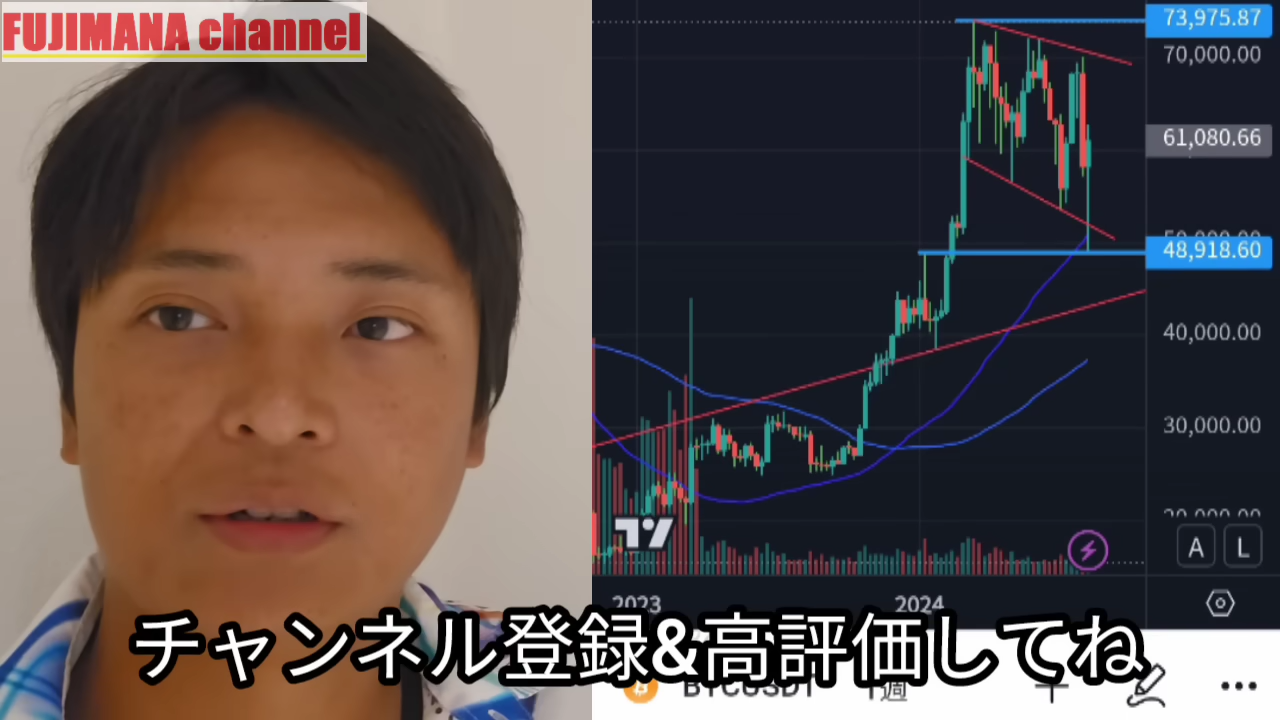 FUJIMANA channel
73,975.87
70,000.00
61,080.66
48,918.60
40,000.00
30,000.00
A L
2023 2024
チャンネル登録&高評価してね
BTCUSDT 1週